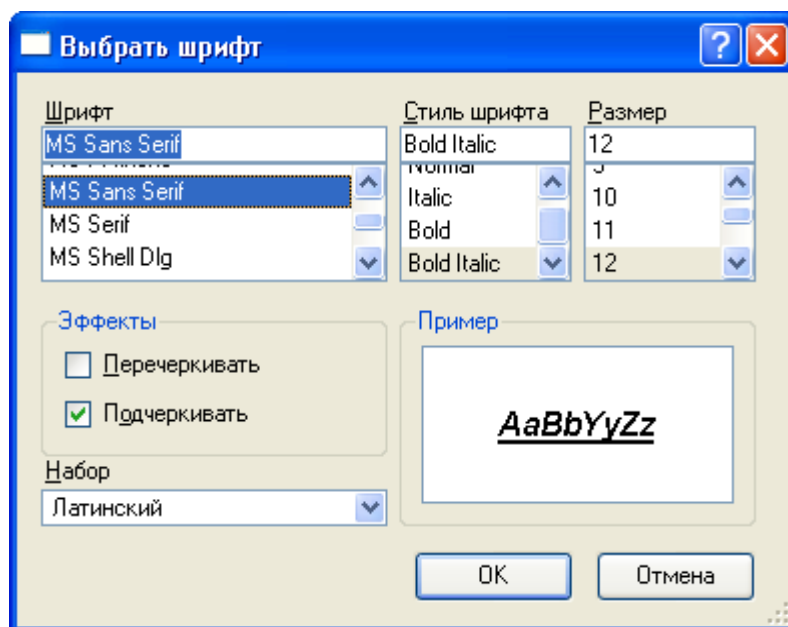 Выбрать шрифт
Шрифт
Стиль шрифта
Размер
MS Sans Serif
Bold Italic
12
MS Sans Serif
MS Serif
MS Shell Dlg
Normal
Italic
Bold
Bold Italic
10
11
12
Эффекты
Перечеркивать
Подчеркивать
Пример
AaBbYyZz
Набор
Латинский
OK
Отмена